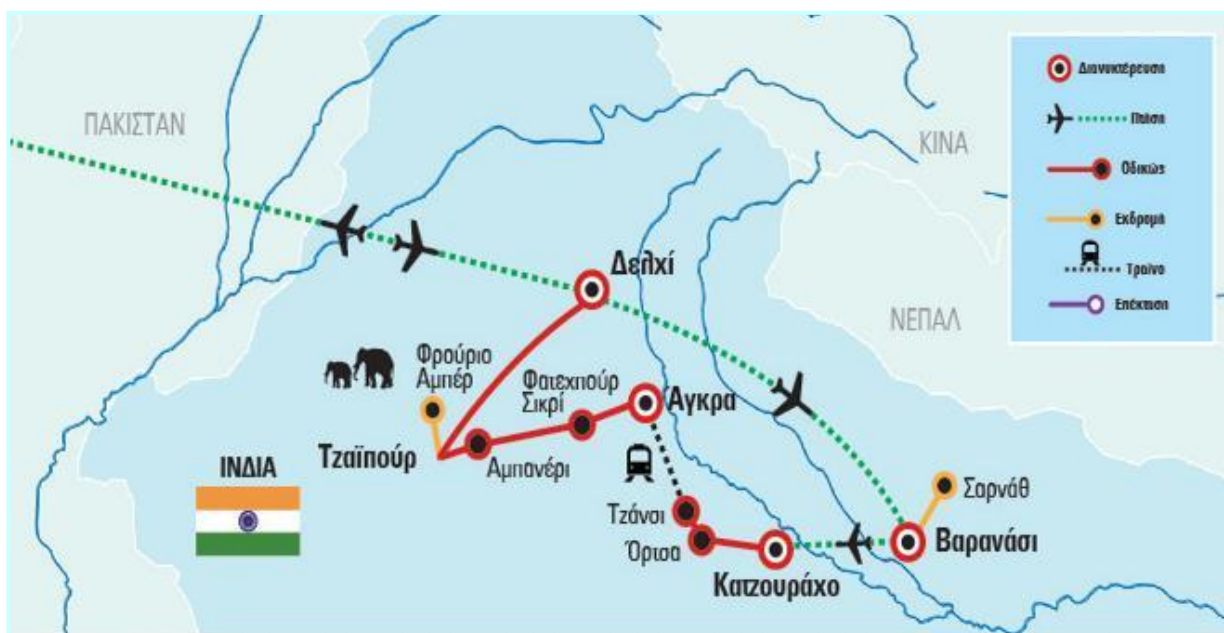 ΠΑΚΙΣΤΑΝ
ΚΙΝΑ
ΝΕΠΑΛ
Διανυκτέρευση
Πτήση
Οδικώς
Εκδρομή
Τραίνο
Επέκταση
Δελχί
Φρούριο
Αμπέρ
Φατεχπούρ
Σικρί
Άγκρα
Τζαϊπούρ
Αμπανέρι
ΙΝΔΙΑ
Τζάνσι
Όρτσα
Κατζουράχο
Σαρνάθ
Βαρανάσι